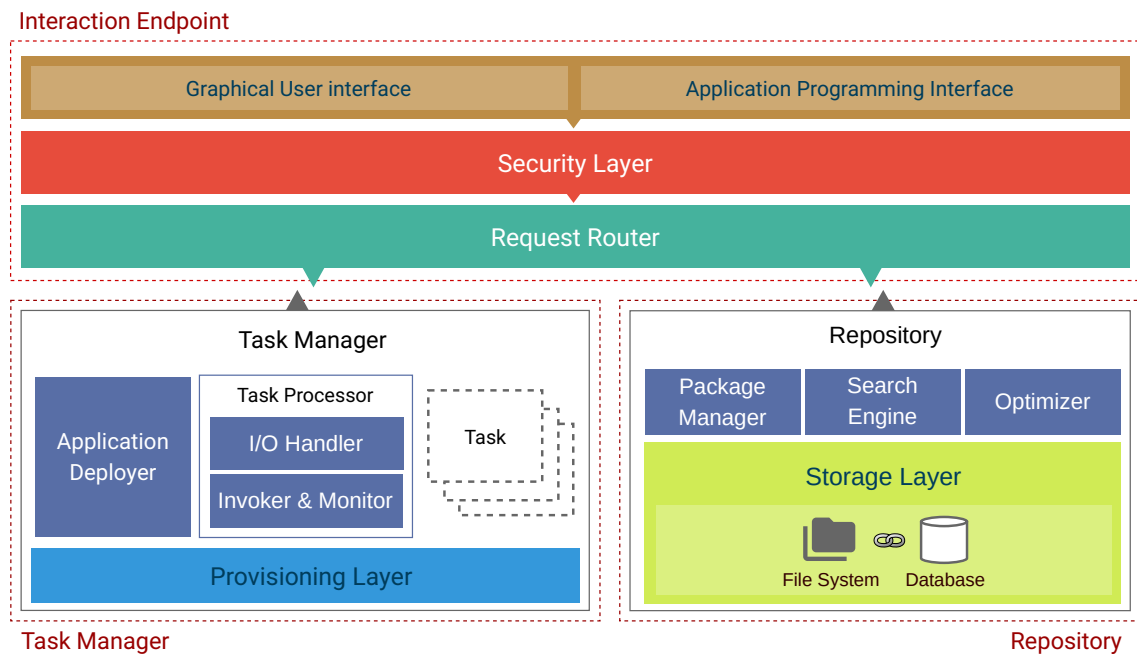 Interaction Endpoint
Graphical User interface
Application Programming Interface
Security Layer
Request Router
Task Manager
Application
Deployer
Task Processor
I/O Handler
Invoker & Monitor
Task
Provisioning Layer
Task Manager
Repository
Package
Manager
Search
Engine
Optimizer
Storage Layer
File System
Database
Repository